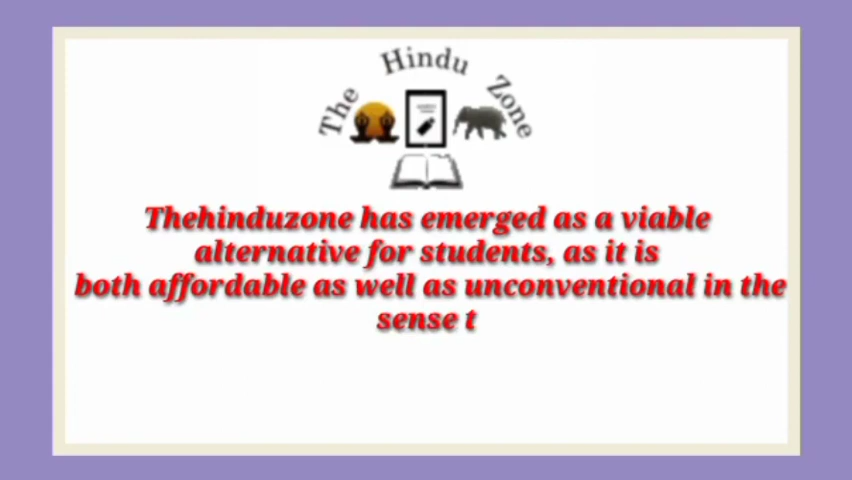 The Hindu Zone
Thehinduzone has emerged as a viable
alternative for students, as it is
both affordable as well as unconventional in the
sense t